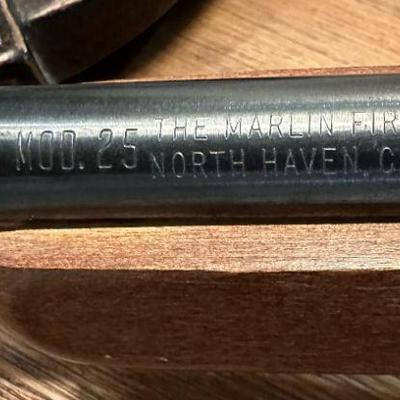 MOD. 25
THE MARLIN FIR
NORTH HAVEN, C